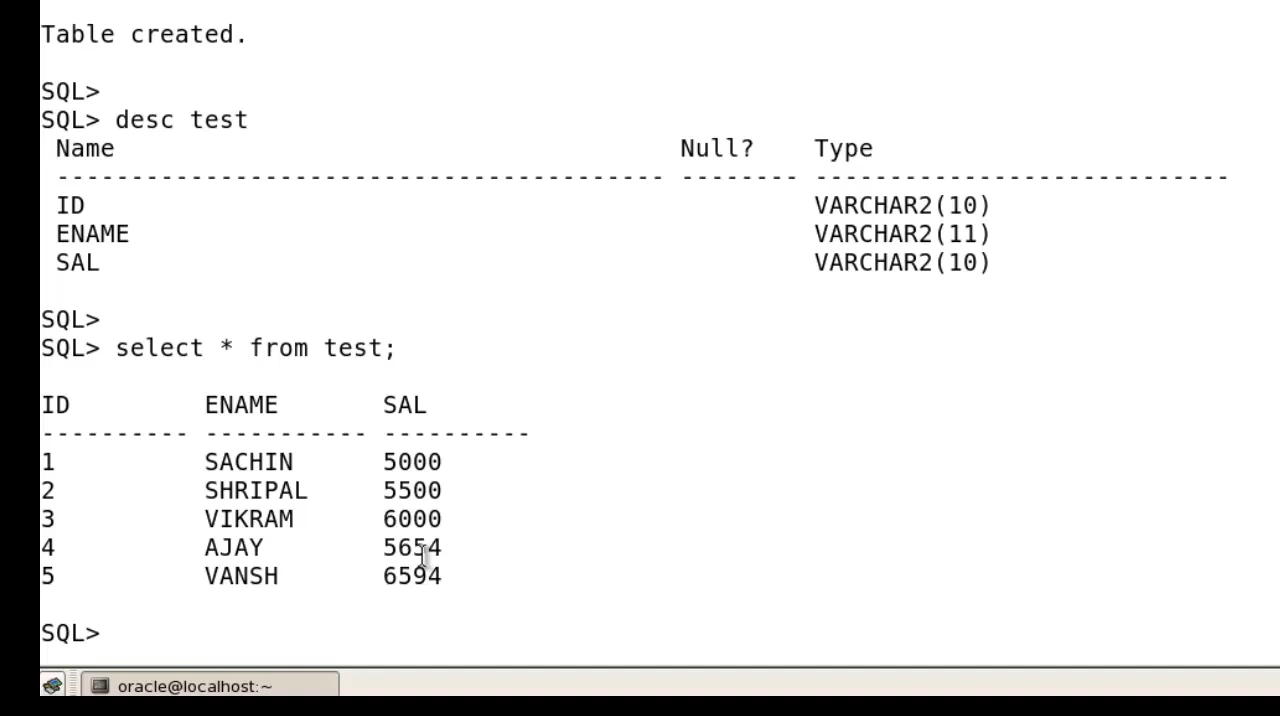 Table created.
SQL>
SQL> desc test
Name Null? Type
----------------------------------------- -------- ----------------------------
ID VARCHAR2(10)
ENAME VARCHAR2(11)
SAL VARCHAR2(10)
SQL>
SQL> select * from test;
ID ENAME SAL
---------- ----------- ----------
1 SACHIN 5000
2 SHRIPAL 5500
3 VIKRAM 6000
4 AJAY 5654
5 VANSH 6594
SQL>
oracle@localhost:~